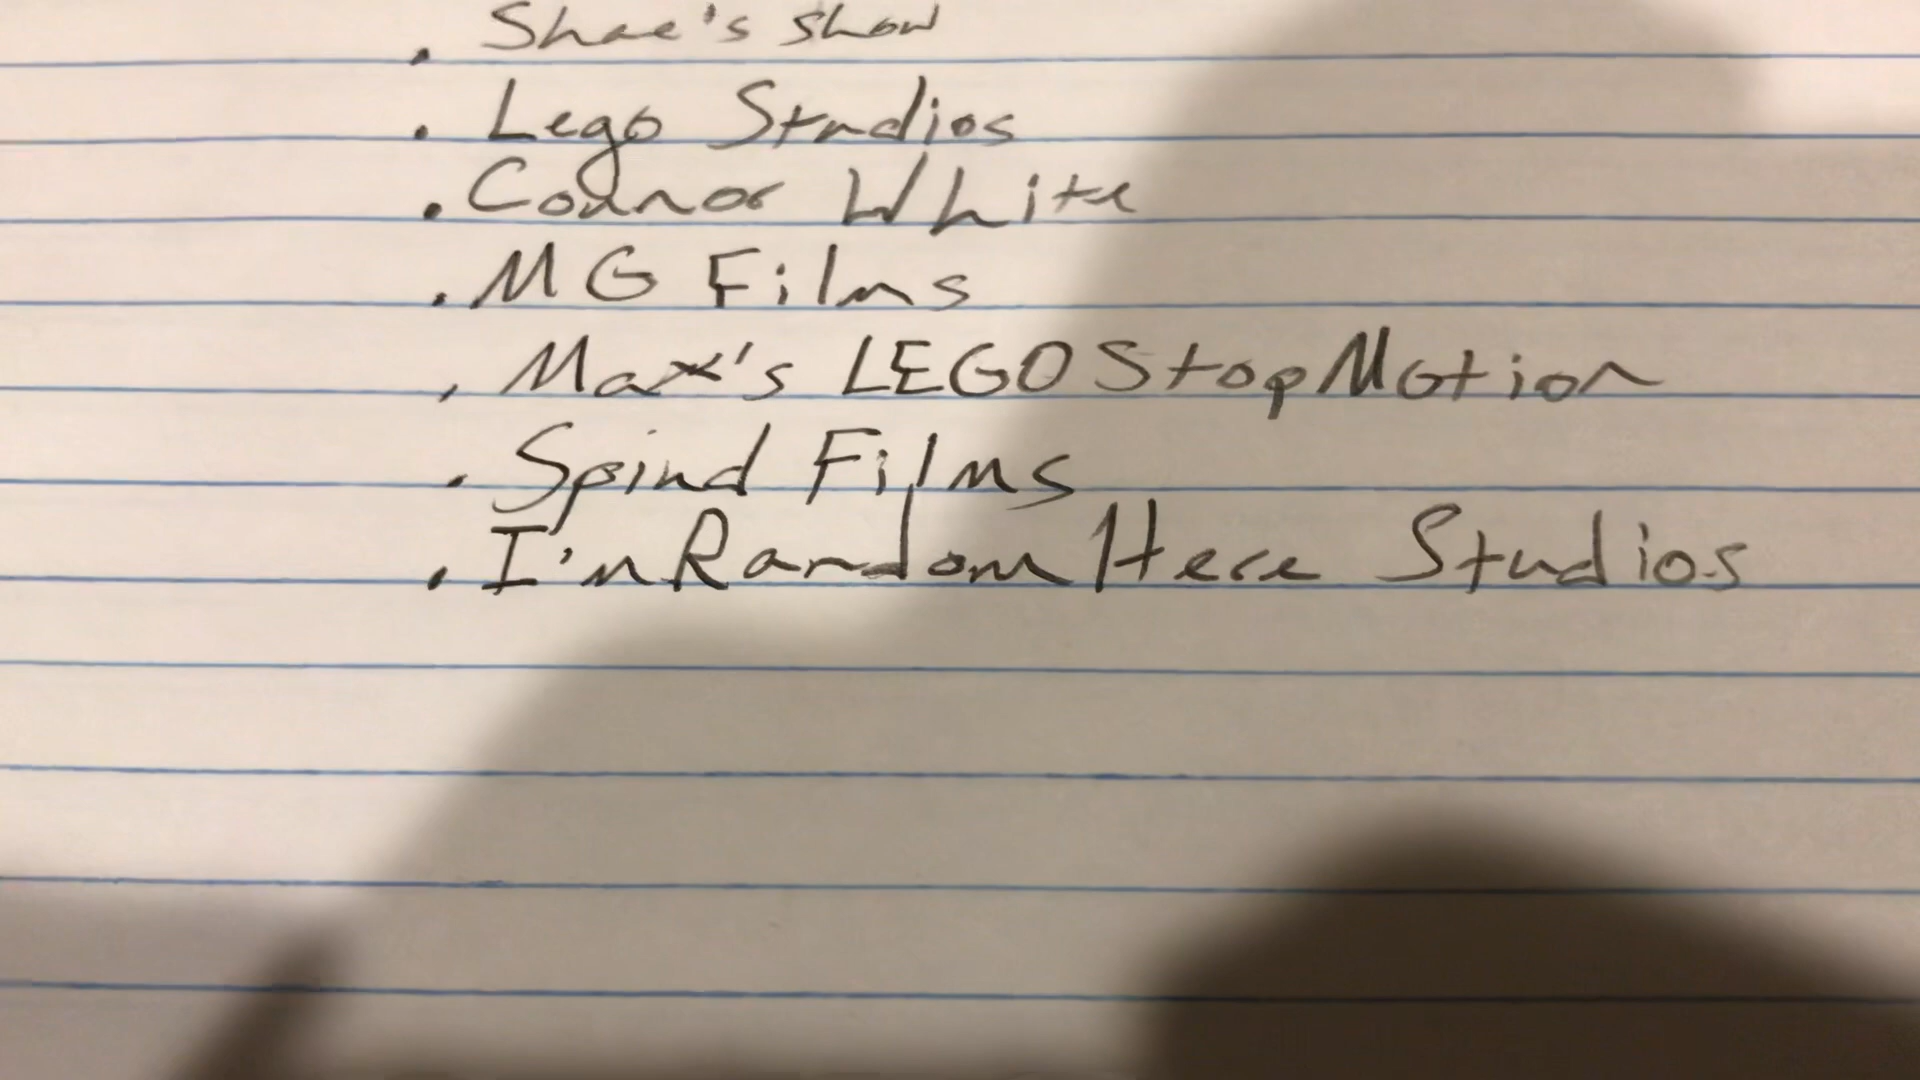 . Shae's show
. Lego Studios
. Connor White
. MG Films
. Max's LEGO StopMotion
. Spind Films
. I'mRandomHere Studios